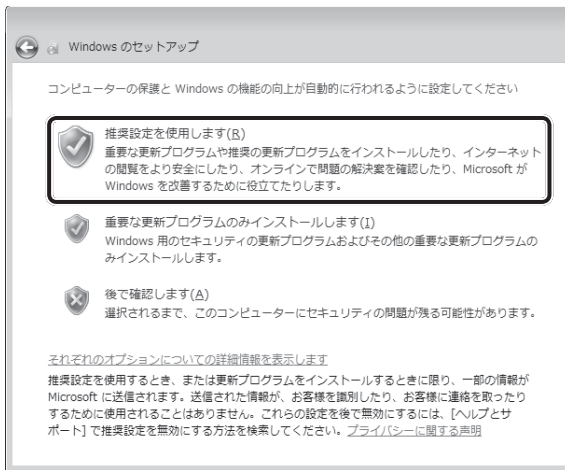 Windows のセットアップ
コンピューターの保護と Windows の機能の向上が自動的に行われるように設定してください
推奨設定を使用します(R)
重要な更新プログラムや推奨の更新プログラムをインストールしたり、インターネット
の閲覧をより安全にしたり、オンラインで問題の解決案を確認したり、Microsoft が
Windows を改善するために役立てたりします。
重要な更新プログラムのみインストールします(I)
Windows 用のセキュリティの更新プログラムおよびその他の重要な更新プログラムの
みインストールします。
後で確認します(A)
選択されるまで、このコンピューターにセキュリティの問題が残る可能性があります。
それぞれのオプションについての詳細情報を表示します
推奨設定を使用するとき、または更新プログラムをインストールするときに限り、一部の情報が
Microsoft に送信されます。送信された情報が、お客様を識別したり、お客様に連絡を取ったり
するために使用されることはありません。これらの設定を後で無効にするには、[ヘルプとサ
ポート] で推奨設定を無効にする方法を検索してください。プライバシーに関する声明